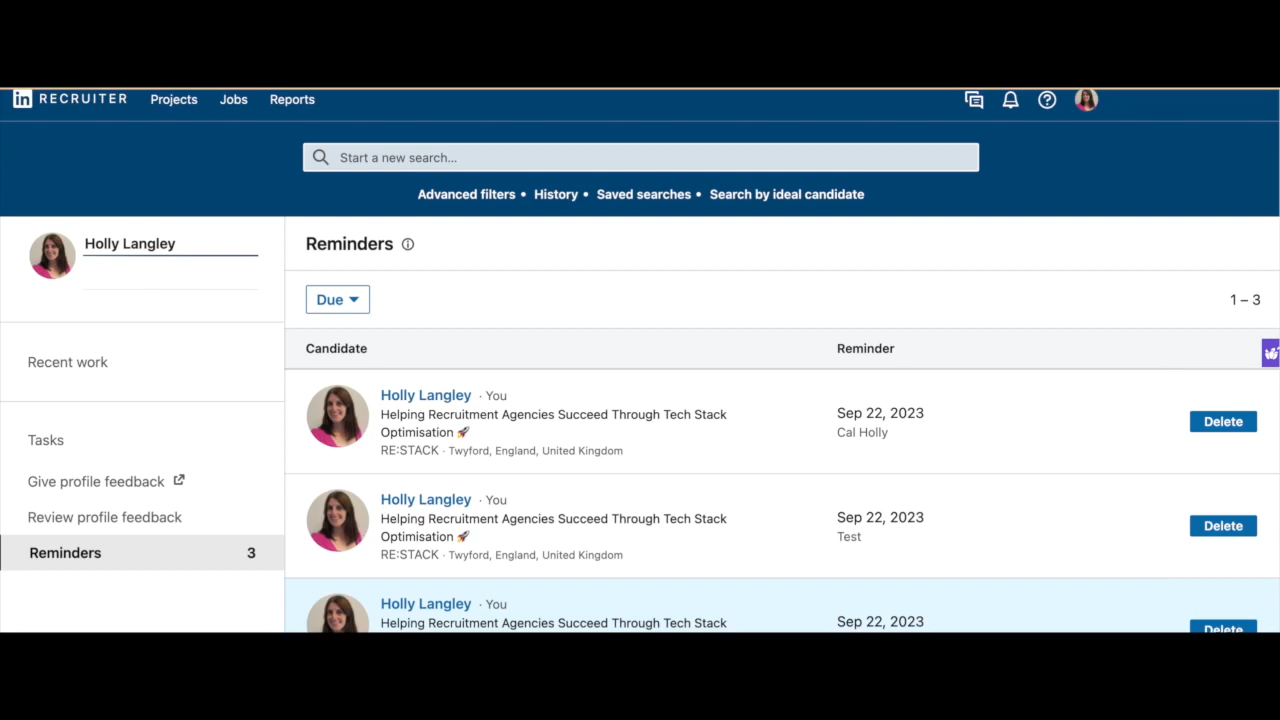 in RECRUITER Projects Jobs Reports
Start a new search...
Advanced filters • History • Saved searches • Search by ideal candidate
Holly Langley
Reminders
Due
1 – 3
Candidate Reminder
Recent work
Holly Langley · You
Helping Recruitment Agencies Succeed Through Tech Stack
Optimisation 🚀
RE:STACK · Twyford, England, United Kingdom
Sep 22, 2023
Cal Holly
Delete
Tasks
Give profile feedback
Review profile feedback
Reminders 3
Holly Langley · You
Helping Recruitment Agencies Succeed Through Tech Stack
Optimisation 🚀
RE:STACK · Twyford, England, United Kingdom
Sep 22, 2023
Test
Delete
Holly Langley · You
Helping Recruitment Agencies Succeed Through Tech Stack
Sep 22, 2023
Delete